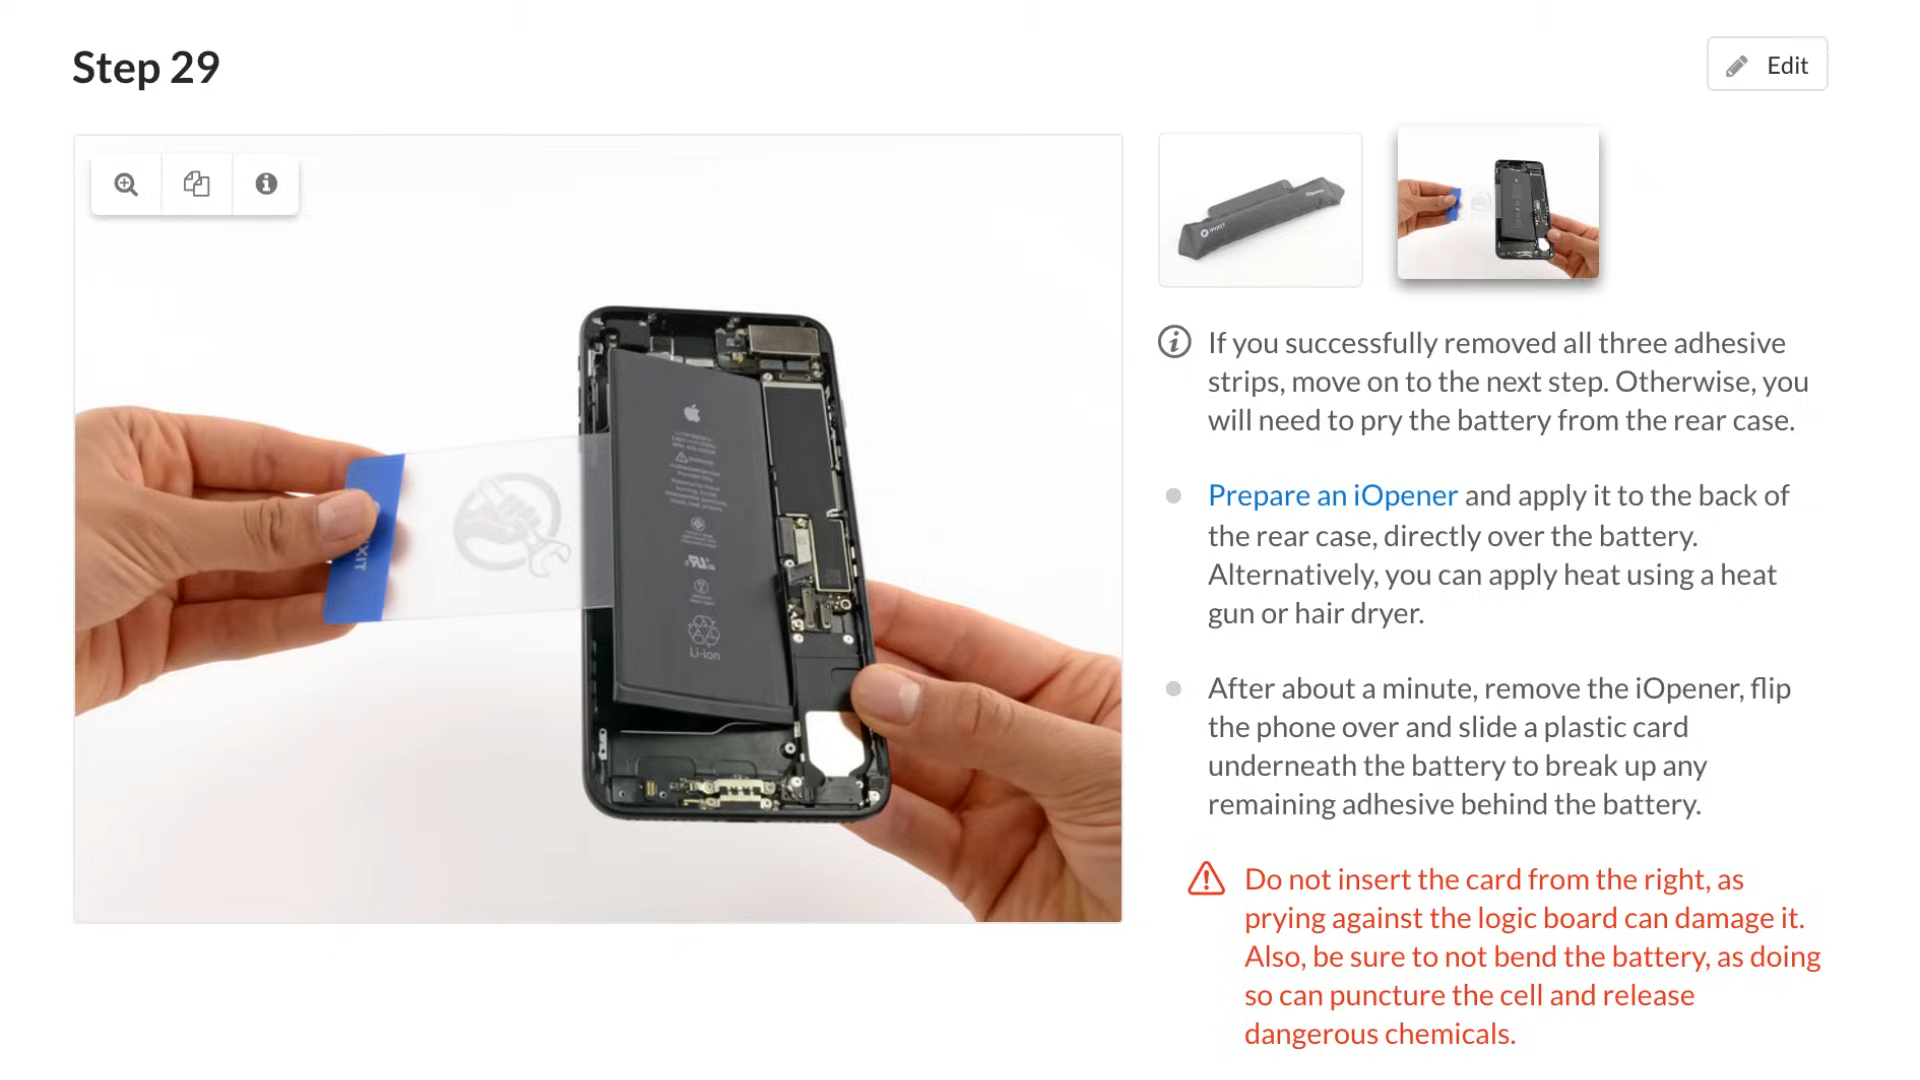 Step 29
Edit
If you successfully removed all three adhesive
strips, move on to the next step. Otherwise, you
will need to pry the battery from the rear case.
Prepare an iOpener and apply it to the back of
the rear case, directly over the battery.
Alternatively, you can apply heat using a heat
gun or hair dryer.
After about a minute, remove the iOpener, flip
the phone over and slide a plastic card
underneath the battery to break up any
remaining adhesive behind the battery.
Do not insert the card from the right, as
prying against the logic board can damage it.
Also, be sure to not bend the battery, as doing
so can puncture the cell and release
dangerous chemicals.
Li-ion